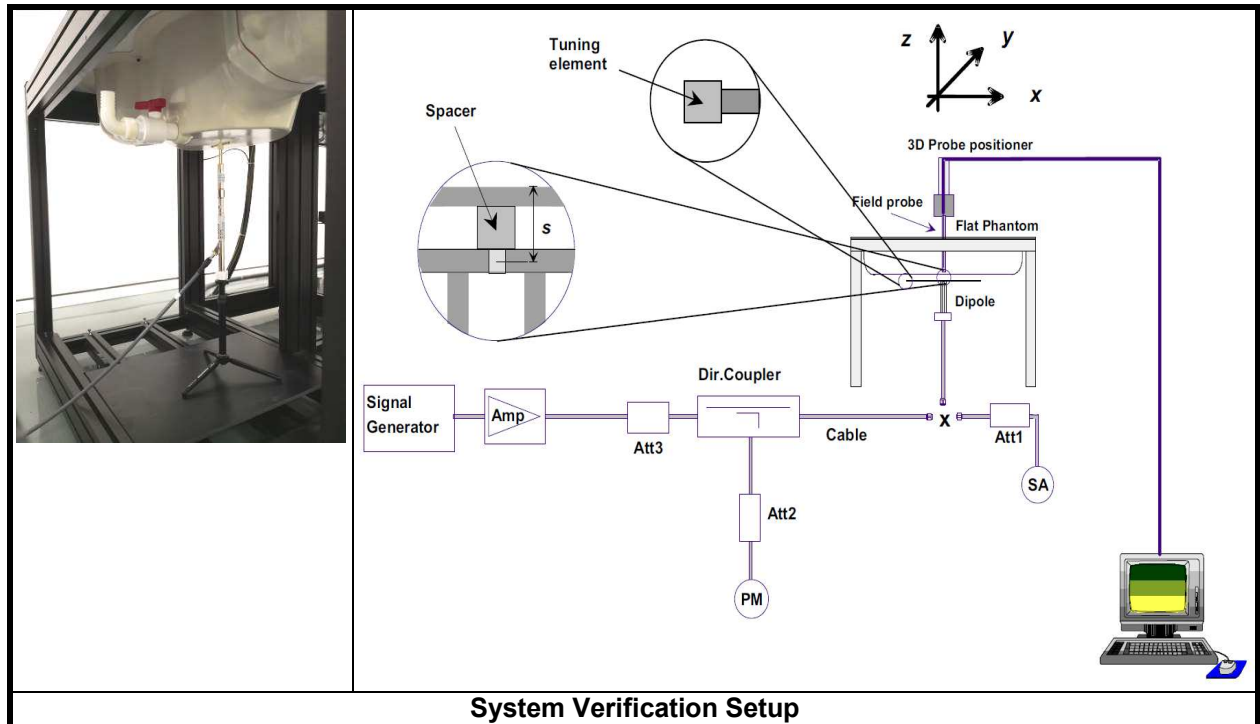 Tuning
element
Spacer
s
z
y
x
3D Probe positioner
Field probe
Flat Phantom
Dipole
Dir.Coupler
Signal
Generator
Amp
Att3
Cable
x
Att1
SA
Att2
PM
System Verification Setup